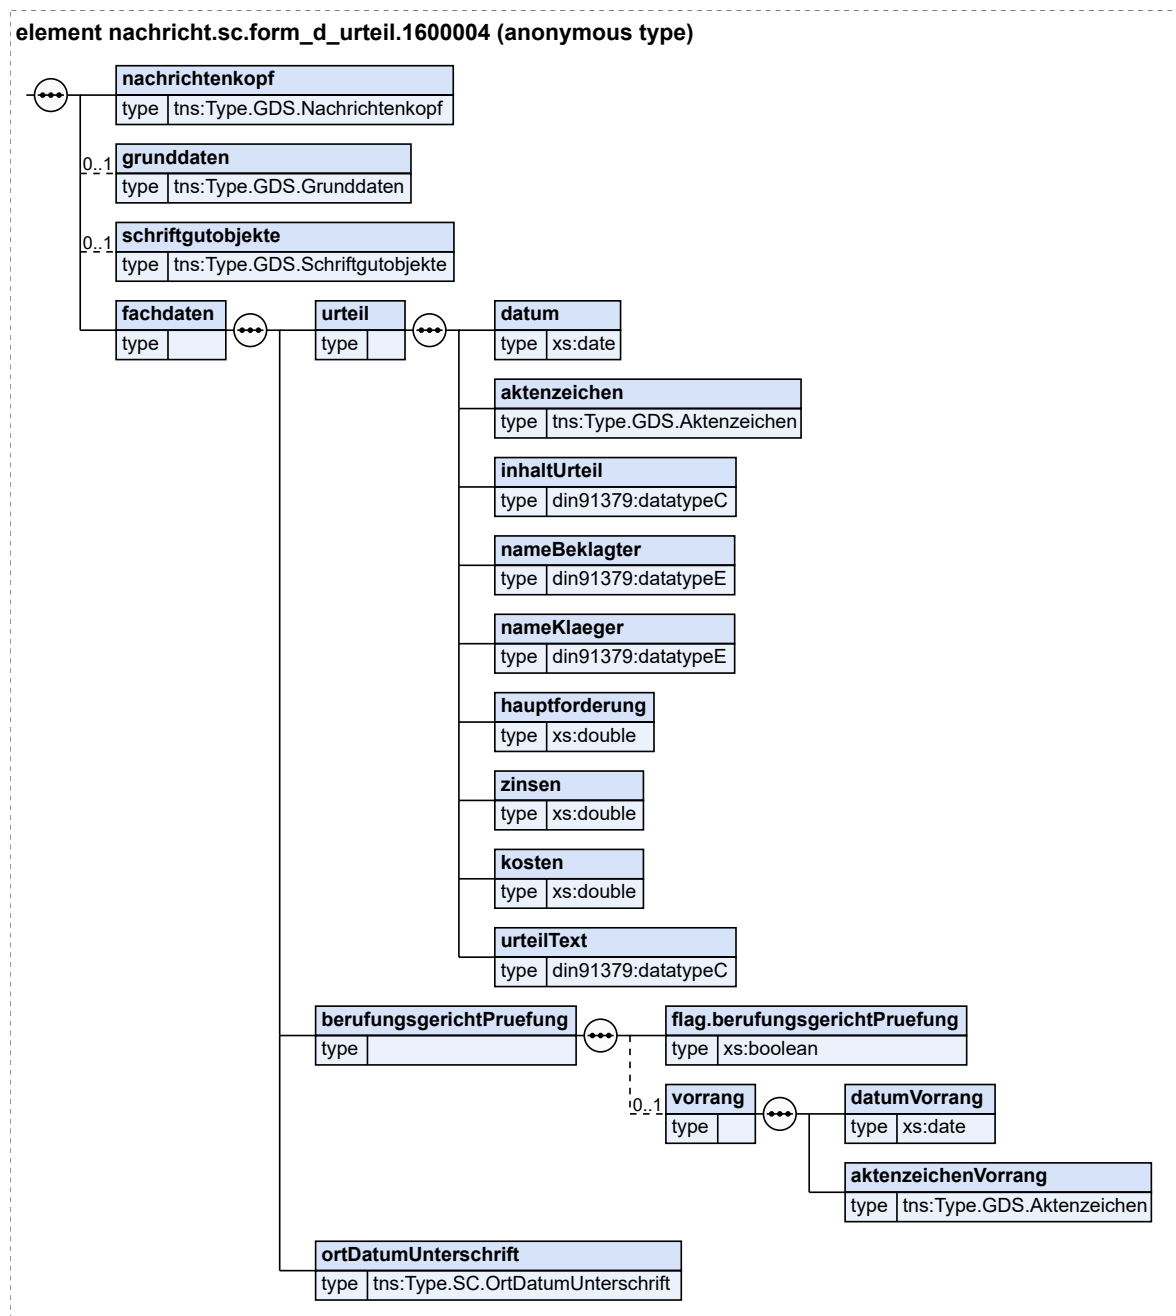 element nachricht.sc.form_d_urteil.1600004 (anonymous type)
nachrichtenkopf
type tns:Type.GDS.Nachrichtenkopf
0..1
grunddaten
type tns:Type.GDS.Grunddaten
0..1
schriftgutobjekte
type tns:Type.GDS.Schriftgutobjekte
fachdaten
type
urteil
type
datum
type xs:date
aktenzeichen
type tns:Type.GDS.Aktenzeichen
inhaltUrteil
type din91379:datatypeC
nameBeklagter
type din91379:datatypeE
nameKlaeger
type din91379:datatypeE
hauptforderung
type xs:double
zinsen
type xs:double
kosten
type xs:double
urteilText
type din91379:datatypeC
berufungsgerichtPruefung
type
flag.berufungsgerichtPruefung
type xs:boolean
0..1
vorrang
type
datumVorrang
type xs:date
aktenzeichenVorrang
type tns:Type.GDS.Aktenzeichen
ortDatumUnterschrift
type tns:Type.SC.OrtDatumUnterschrift